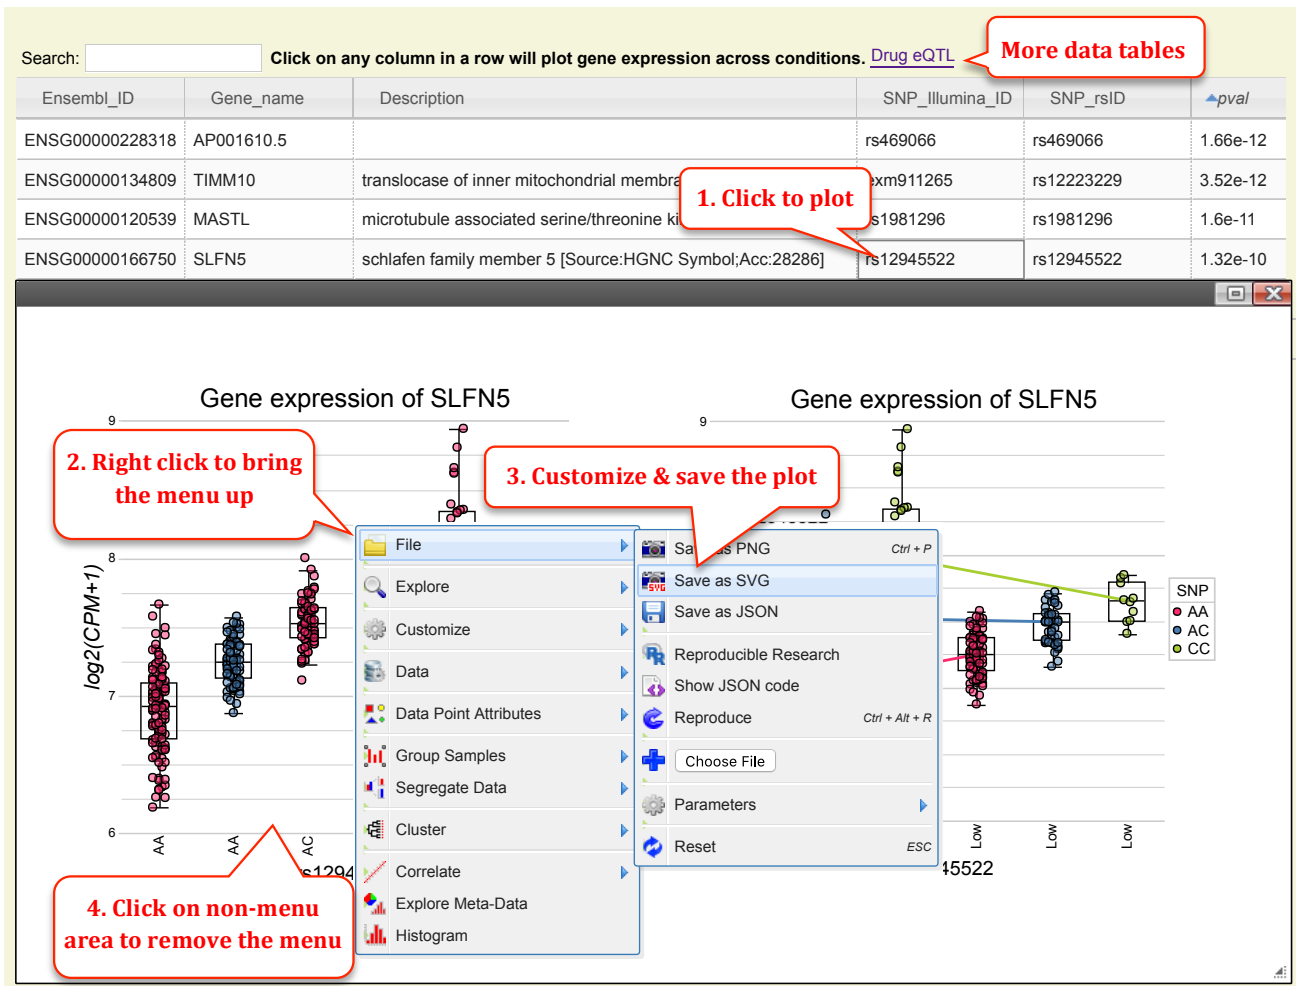 Search:
Click on any column in a row will plot gene expression across conditions. Drug eQTL
More data tables
Ensembl_ID Gene_name Description SNP_Illumina_ID SNP_rsID pval
ENSG00000228318 AP001610.5 rs469066 rs469066 1.66e-12
ENSG00000134809 TIMM10 translocase of inner mitochondrial membra exm911265 rs12223229 3.52e-12
1. Click to plot
ENSG00000120539 MASTL microtubule associated serine/threonine ki rs1981296 rs1981296 1.6e-11
ENSG00000166750 SLFN5 schlafen family member 5 [Source:HGNC Symbol;Acc:28286] rs12945522 rs12945522 1.32e-10
Gene expression of SLFN5
9
8
7
6
log2(CPM+1)
AA
AA
AC
rs1294
2. Right click to bring
the menu up
3. Customize & save the plot
4. Click on non-menu
area to remove the menu
File
Explore
Customize
Data
Data Point Attributes
Group Samples
Segregate Data
Cluster
Correlate
Explore Meta-Data
Histogram
Save as PNG Ctrl + P
Save as SVG
Save as JSON
Reproducible Research
Show JSON code
Reproduce Ctrl + Alt + R
Choose File
Parameters
Reset ESC
Gene expression of SLFN5
9
Low
Low
Low
45522
SNP
AA
AC
CC